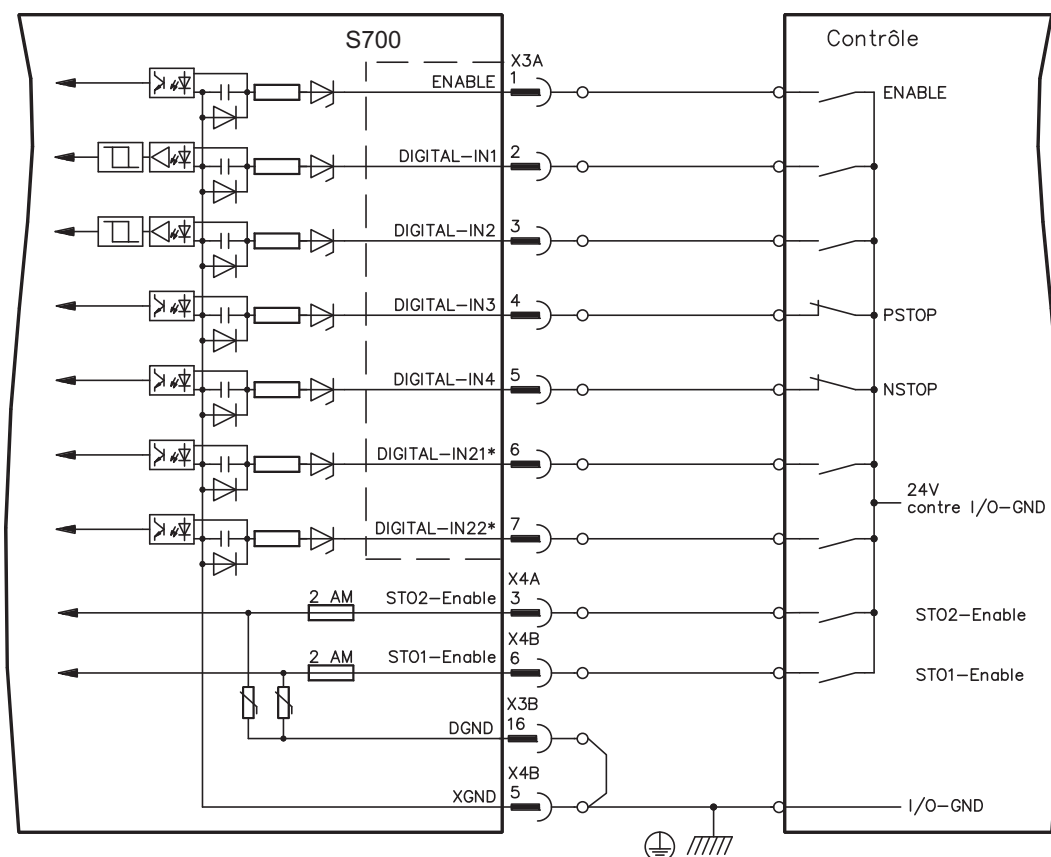 S700
Contrôle
X3A
ENABLE 1 ENABLE
DIGITAL-IN1 2
DIGITAL-IN2 3
DIGITAL-IN3 4 PSTOP
DIGITAL-IN4 5 NSTOP
DIGITAL-IN21* 6
24V
contre I/O-GND
DIGITAL-IN22* 7
X4A
2 AM STO2-Enable 3 STO2-Enable
X4B
2 AM STO1-Enable 6 STO1-Enable
X3B
DGND 16
X4B
XGND 5 I/O-GND